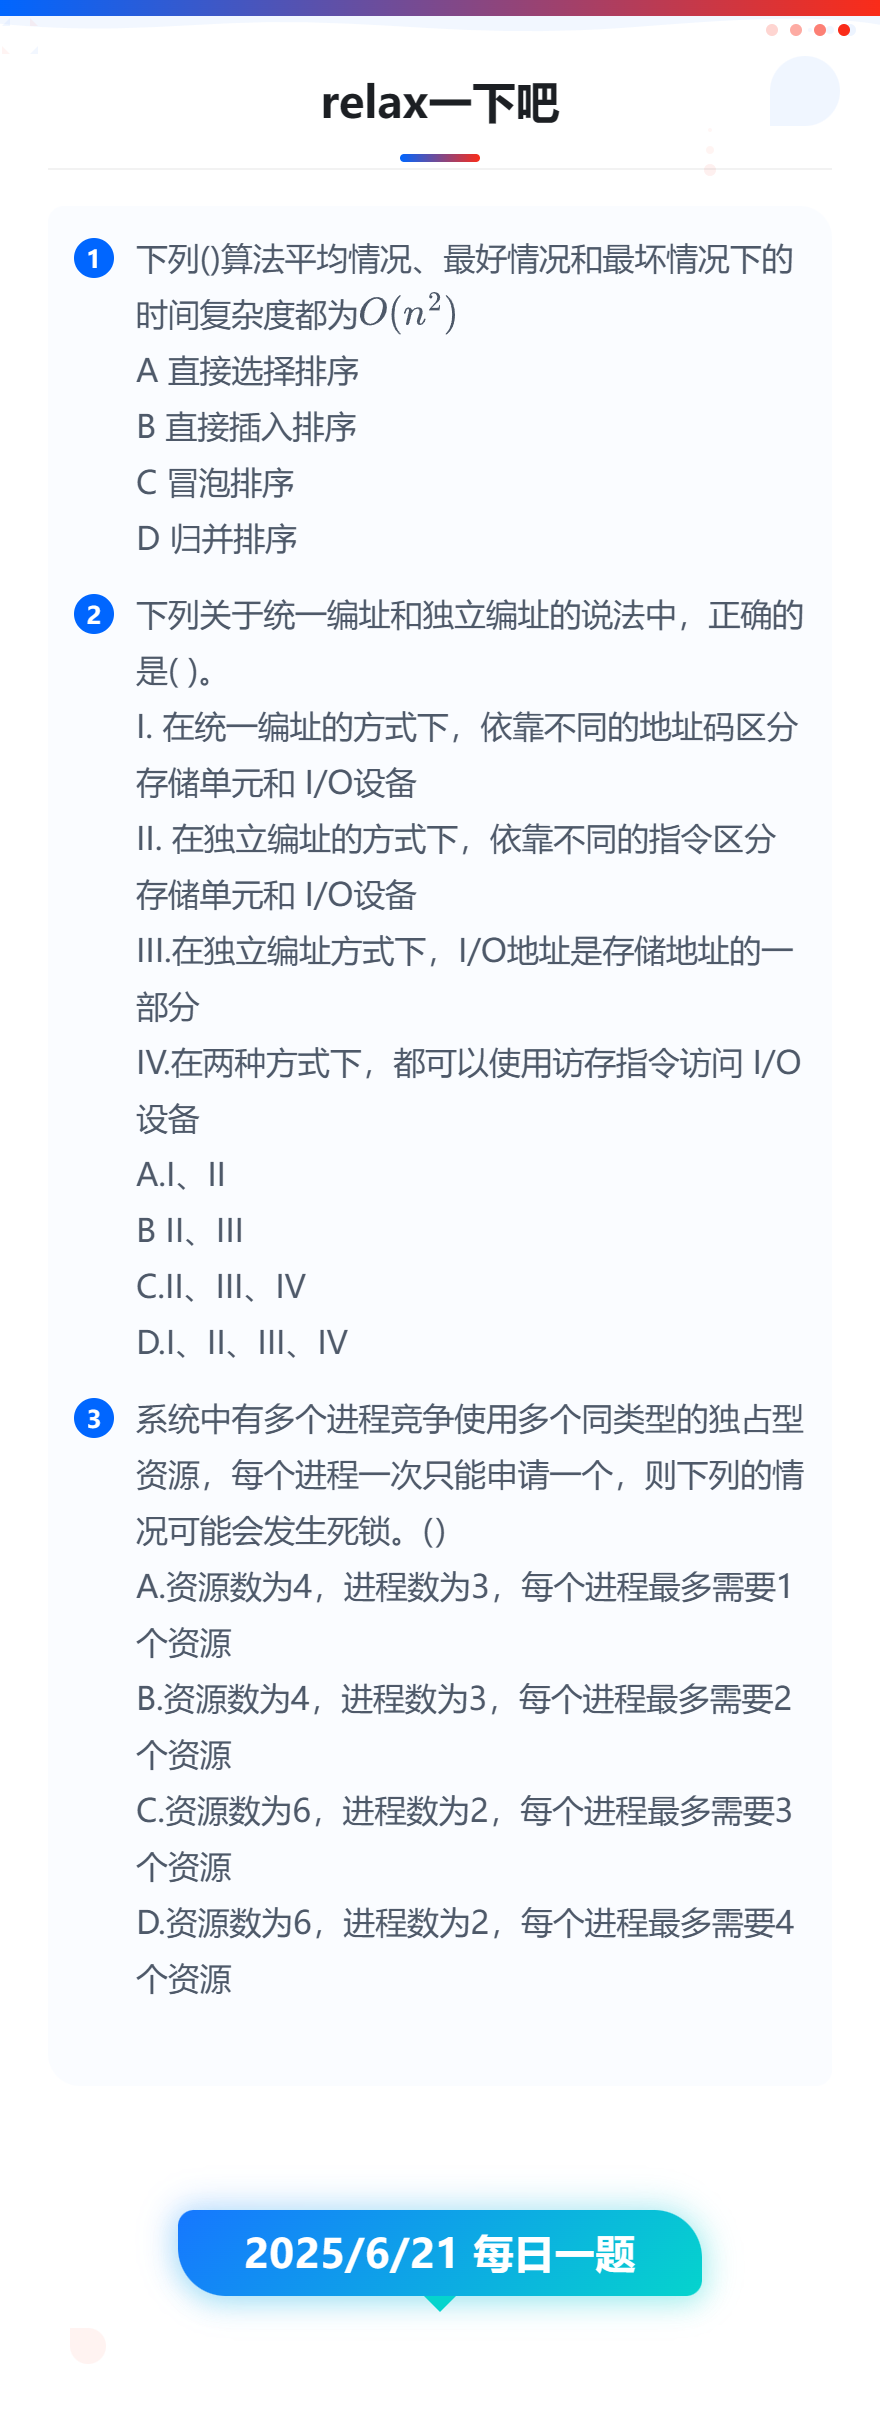 relax一下吧
1 下列()算法平均情况、最好情况和最坏情况下的
时间复杂度都为O(n²)
A 直接选择排序
B 直接插入排序
C 冒泡排序
D 归并排序
2 下列关于统一编址和独立编址的说法中，正确的
是( )。
I. 在统一编址的方式下，依靠不同的地址码区分
存储单元和 I/O设备
II. 在独立编址的方式下，依靠不同的指令区分
存储单元和 I/O设备
III.在独立编址方式下，I/O地址是存储地址的一
部分
IV.在两种方式下，都可以使用访存指令访问 I/O
设备
A.I、II
B II、III
C.II、III、IV
D.I、II、III、IV
3 系统中有多个进程竞争使用多个同类型的独占型
资源，每个进程一次只能申请一个，则下列的情
况可能会发生死锁。()
A.资源数为4，进程数为3，每个进程最多需要1
个资源
B.资源数为4，进程数为3，每个进程最多需要2
个资源
C.资源数为6，进程数为2，每个进程最多需要3
个资源
D.资源数为6，进程数为2，每个进程最多需要4
个资源
2025/6/21 每日一题